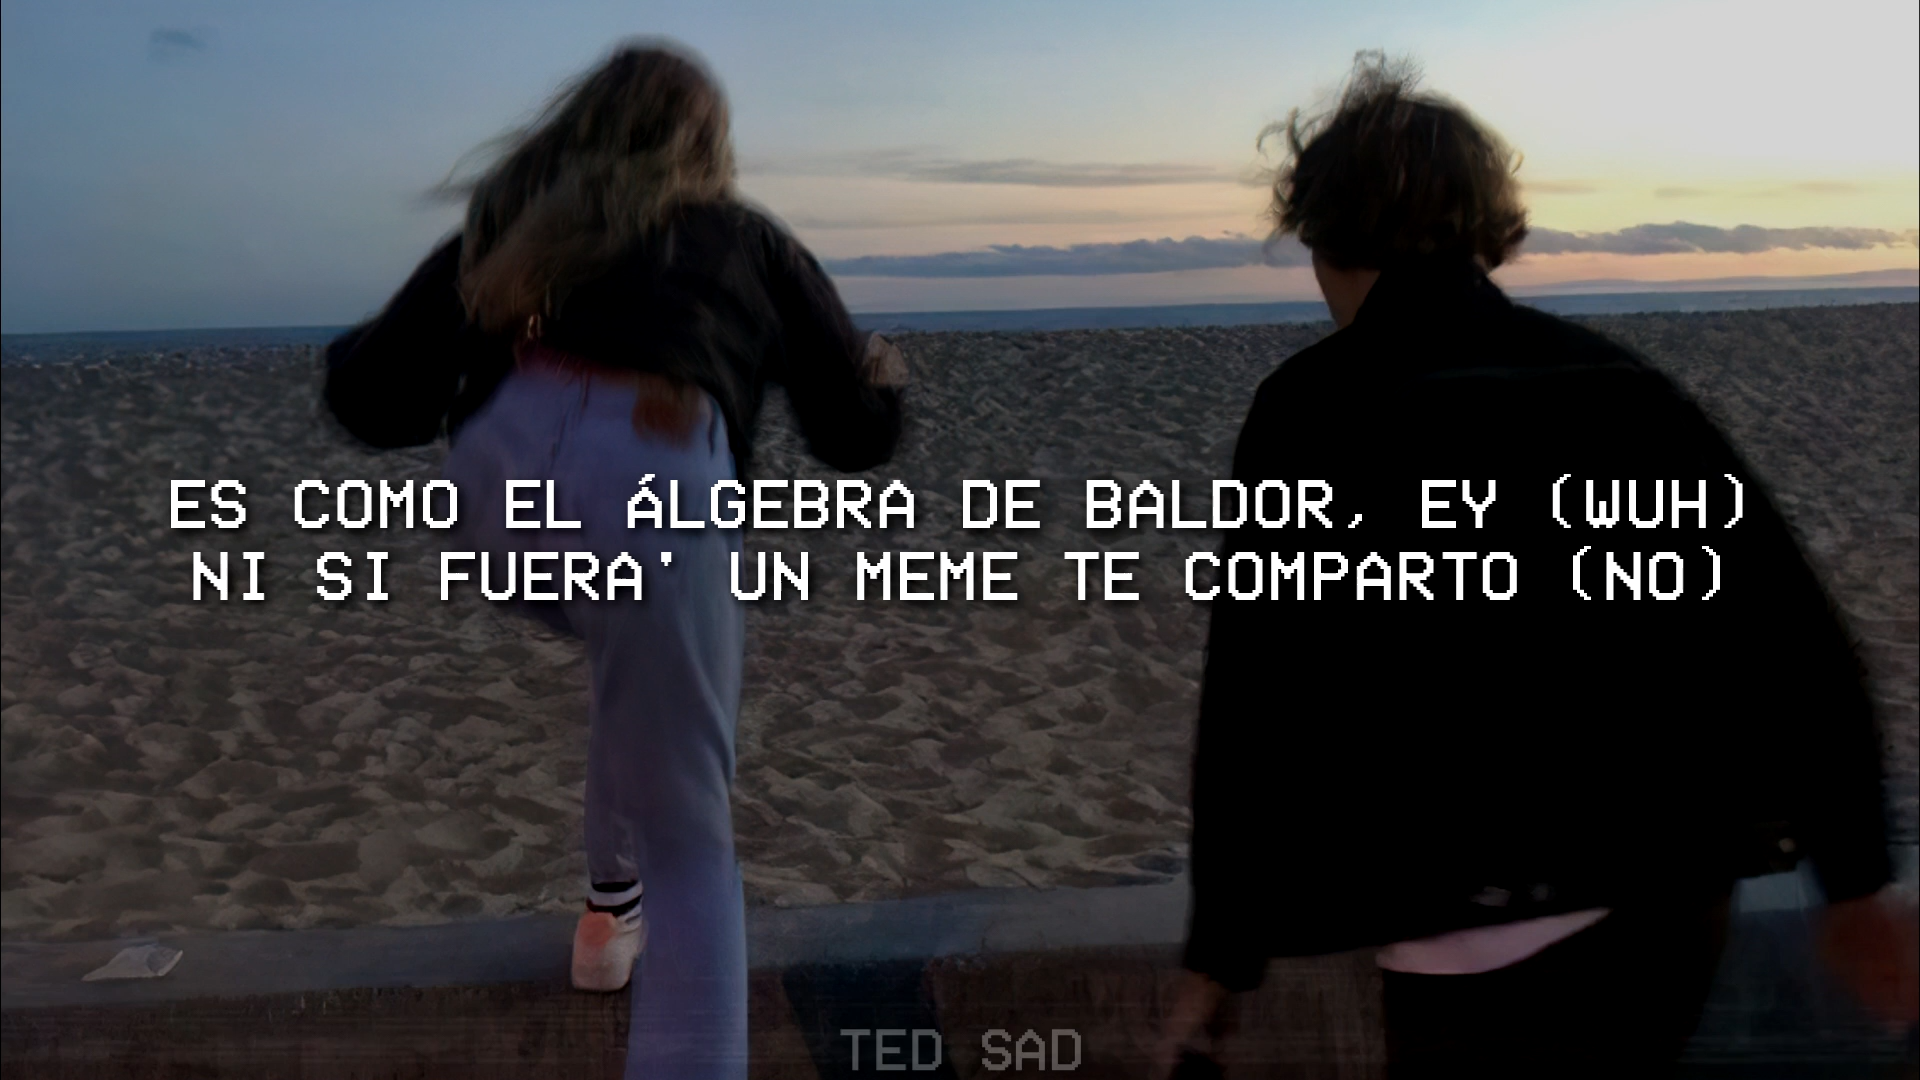 ES COMO EL ÁLGEBRA DE BALDOR, EY (WUH)
NI SI FUERA' UN MEME TE COMPARTO (NO)
TED SAD